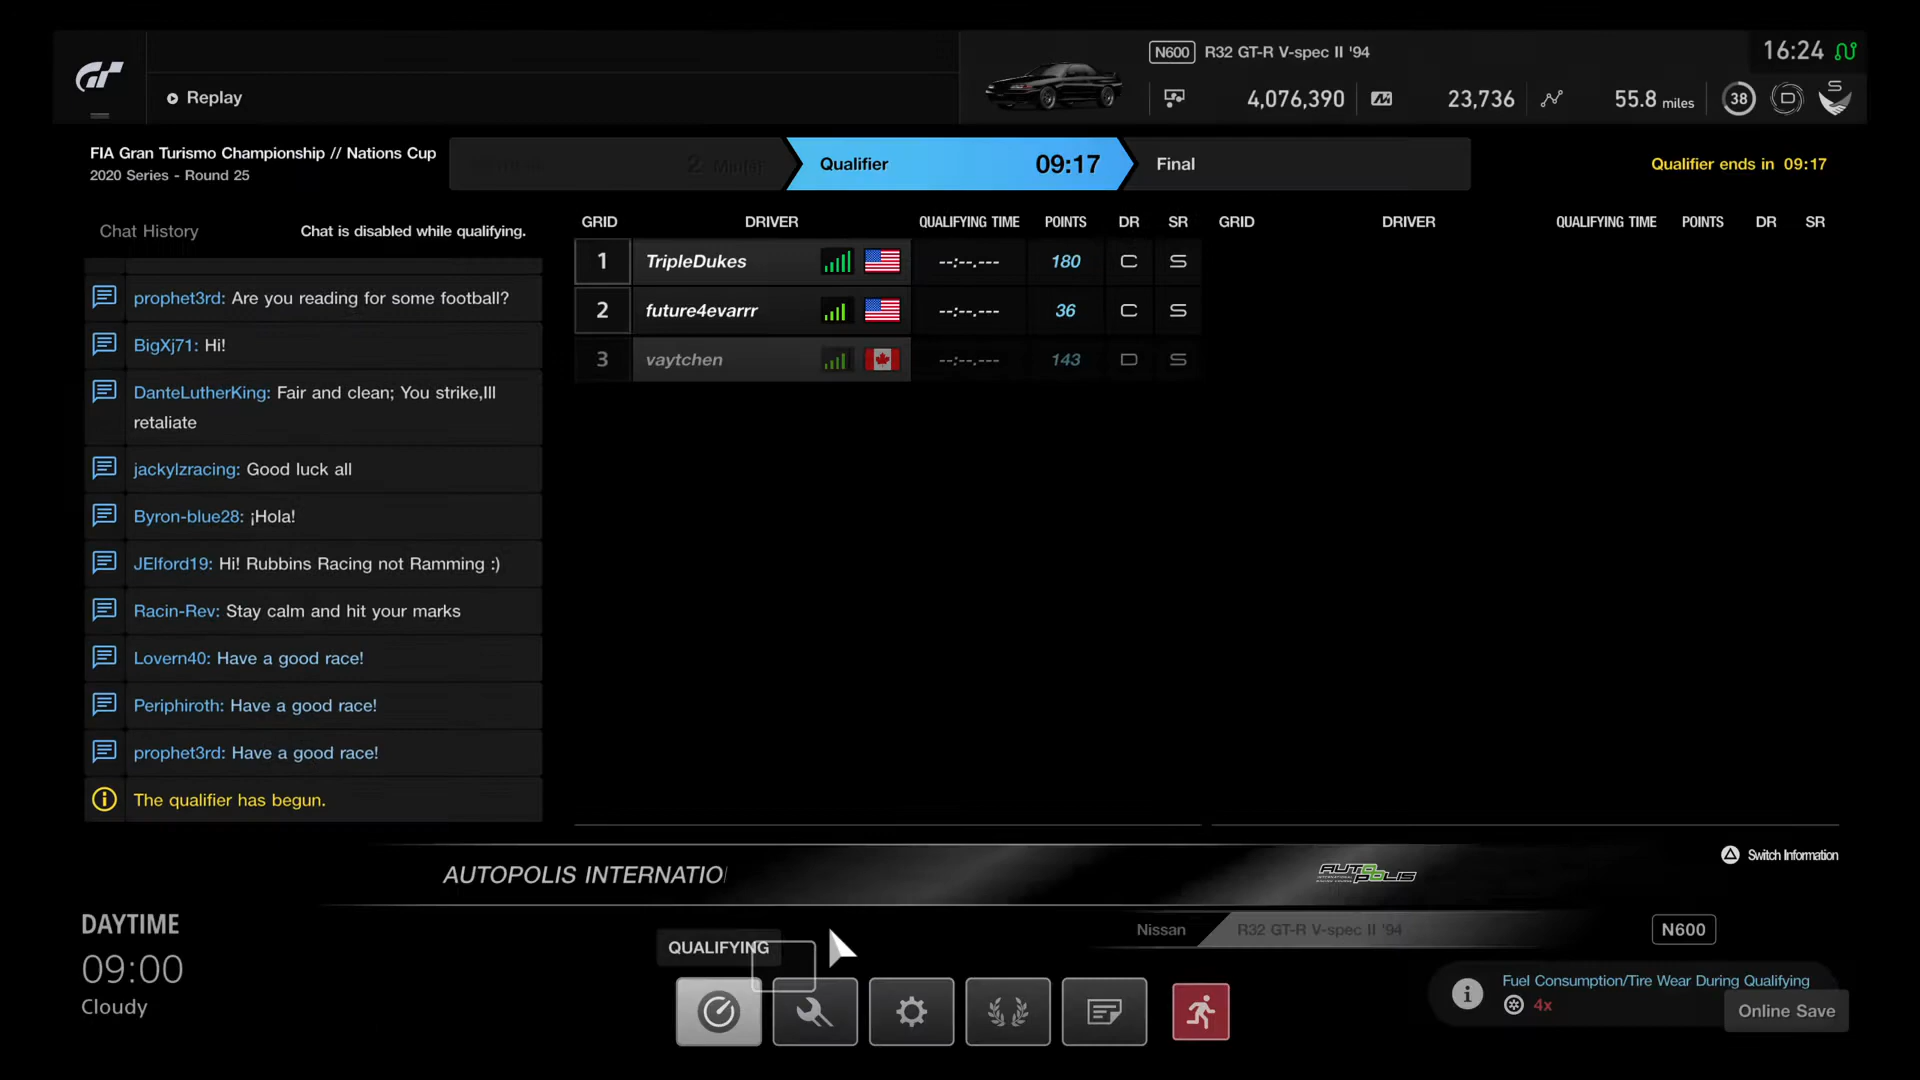 N600 R32 GT-R V-spec II '94
16:24
Replay
4,076,390
23,736
55.8 miles
38
D
S
FIA Gran Turismo Championship // Nations Cup
2020 Series - Round 25
Qualifier 09:17
Final
Qualifier ends in 09:17
Chat History
Chat is disabled while qualifying.
GRID DRIVER QUALIFYING TIME POINTS DR SR
GRID DRIVER QUALIFYING TIME POINTS DR SR
1 TripleDukes --:--.--- 180 C S
2 future4evarrr --:--.--- 36 C S
3 vaytchen --:--.--- 143 D S
prophet3rd: Are you reading for some football?
BigXj71: Hi!
DanteLutherKing: Fair and clean; You strike,Ill
retaliate
jackylzracing: Good luck all
Byron-blue28: ¡Hola!
JElford19: Hi! Rubbins Racing not Ramming :)
Racin-Rev: Stay calm and hit your marks
Lovern40: Have a good race!
Periphiroth: Have a good race!
prophet3rd: Have a good race!
The qualifier has begun.
Switch Information
AUTOPOLIS INTERNATIO
AUTOPOLIS
DAYTIME
09:00
Cloudy
QUALIFYING
Nissan R32 GT-R V-spec II '94 N600
Fuel Consumption/Tire Wear During Qualifying
4x
Online Save